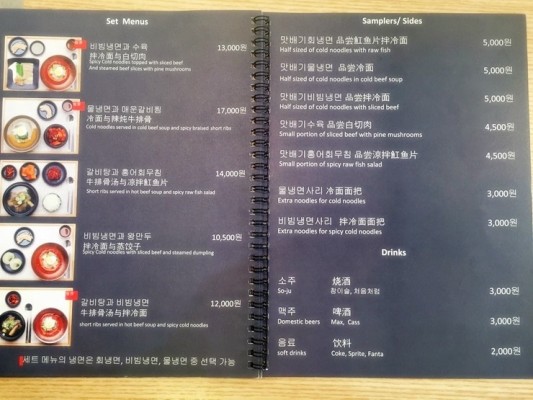 Set Menus
비빔냉면과 수육 13,000원
拌冷面与白切肉
Spicy Cold noodles topped with sliced beef
And steamed beef slices with pine mushrooms
물냉면과 매운갈비찜 17,000원
冷面与辣炖牛排骨
Cold noodles served in cold beef soup and spicy braised short ribs
갈비탕과 홍어회무침 14,000원
牛排骨汤与凉拌魟鱼片
Short ribs served in hot beef soup and spicy raw fish salad
비빔냉면과 왕만두 10,500원
拌冷面与蒸饺子
Spicy Cold noodles with sliced beef and steamed dumpling
갈비탕과 비빔냉면 12,000원
牛排骨汤与拌冷面
short ribs served in hot beef soup and spicy cold noodles
세트 메뉴의 냉면은 회냉면, 비빔냉면, 물냉면 중 선택 가능
Samplers/ Sides
맛배기회냉면 品尝魟鱼片拌冷面 5,000원
Half sized of cold noodles with raw fish
맛배기물냉면 品尝冷面 5,000원
Half sized of cold noodles in cold beef soup
맛배기비빔냉면 品尝拌冷面 5,000원
Half sized of cold noodles with sliced beef
맛배기수육 品尝白切肉 4,500원
Small portion of sliced beef with pine mushrooms
맛배기홍어회무침 品尝凉拌魟鱼片 4,500원
Small portion of spicy raw fish salad
물냉면사리 冷面面把 3,000원
Extra noodles for cold noodles
비빔냉면사리 拌冷面面把 3,000원
Extra noodles for spicy cold noodles
Drinks
소주 烧酒
So-ju 참이슬, 처음처럼 3,000원
맥주 啤酒
Domestic beers Max, Cass 3,000원
음료 饮料
soft drinks Coke, Sprite, Fanta 2,000원